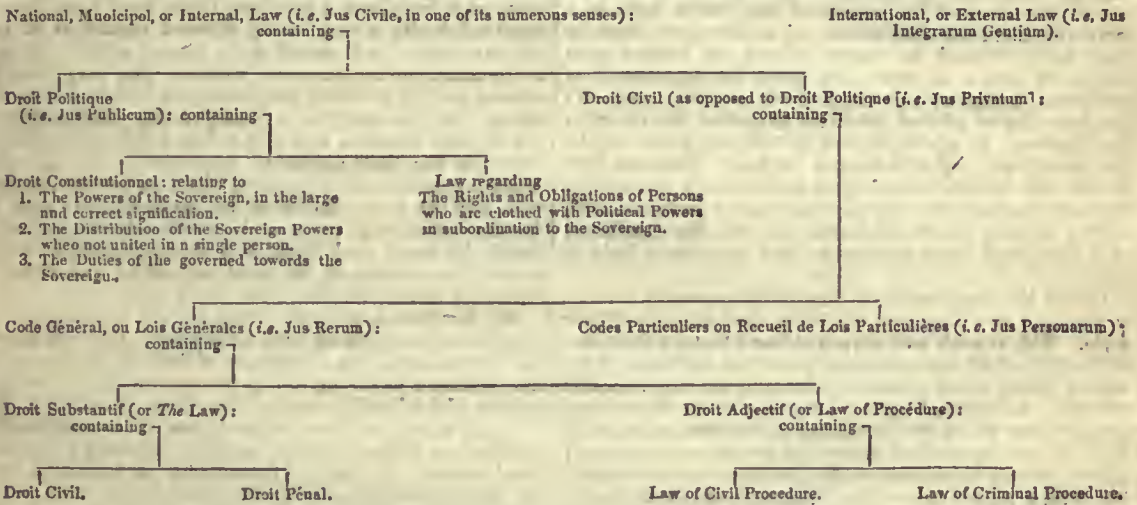 National, Muoicipol, or Internal, Law (i.e. Jus Civile, in one of its numerous senses) :
containing
International, or External Lnw (i.e. Jus
Integrarum Gentium).
Droit Politique
(i.e. Jus Publicum) : containing
Droit Civil (as opposed to Droit Politique [i.e. Jus Privntum] :
containing
Droit Constitutionnel : relating to
1. The Powers of the Sovereign, in the large
and correct signification.
2. The Distribution of the Sovereign Powers
wheo not united in n single person.
3. The Duties of the governed towards the
Sovereigu.
Law regarding
The Rights and Obligations of Persons
who are clothed with Political Powers
in subordination to the Sovereign.
Code Général, ou Lois Générales (i.e. Jus Rerum) :
containing
Codes Particuliers on Recueil de Lois Particulières (i.e. Jus Personarum) ;
Droit Substantif (or The Law) :
containing
Droit Adjectif (or Law of Procédure) :
containing
Droit Civil.
Droit Pénal.
Law of Civil Procedure.
Law of Criminal Procedure.